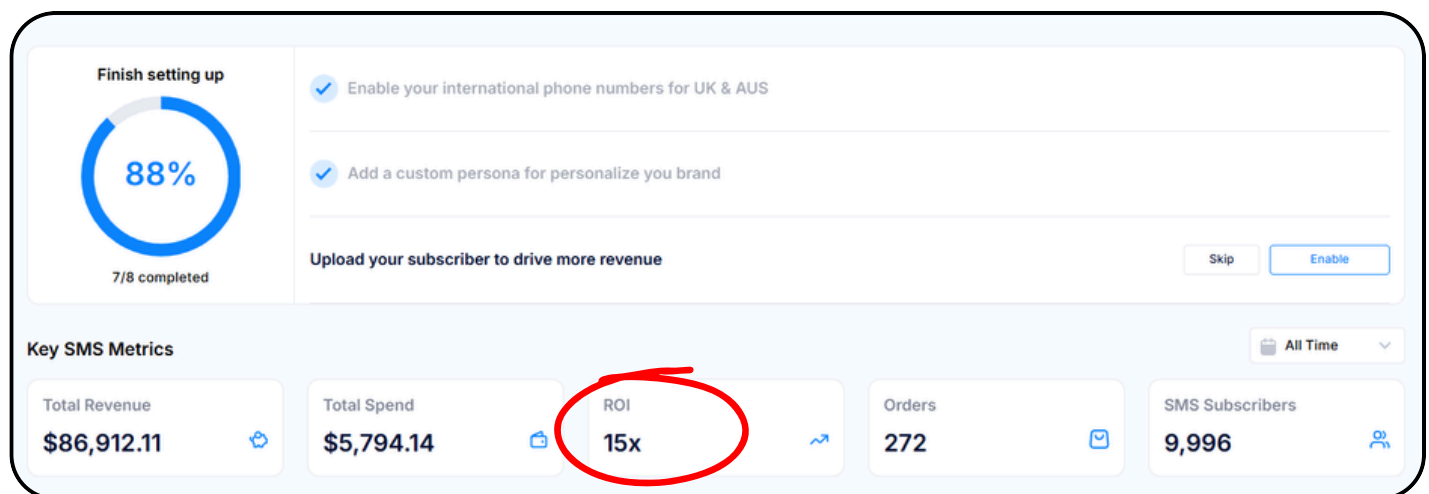 Finish setting up
88%
7/8 completed
Enable your international phone numbers for UK & AUS
Add a custom persona for personalize you brand
Upload your subscriber to drive more revenue
Skip
Enable
Key SMS Metrics
All Time
Total Revenue
$86,912.11
Total Spend
$5,794.14
ROI
15x
Orders
272
SMS Subscribers
9,996